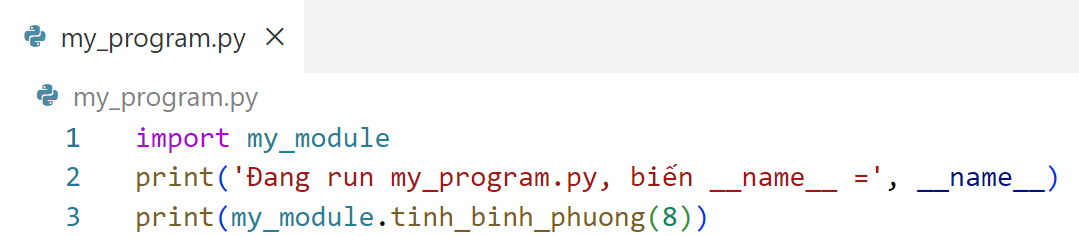 my_program.py
my_program.py
1 import my_module
2 print('Đang run my_program.py, biến __name__ =', __name__)
3 print(my_module.tinh_binh_phuong(8))